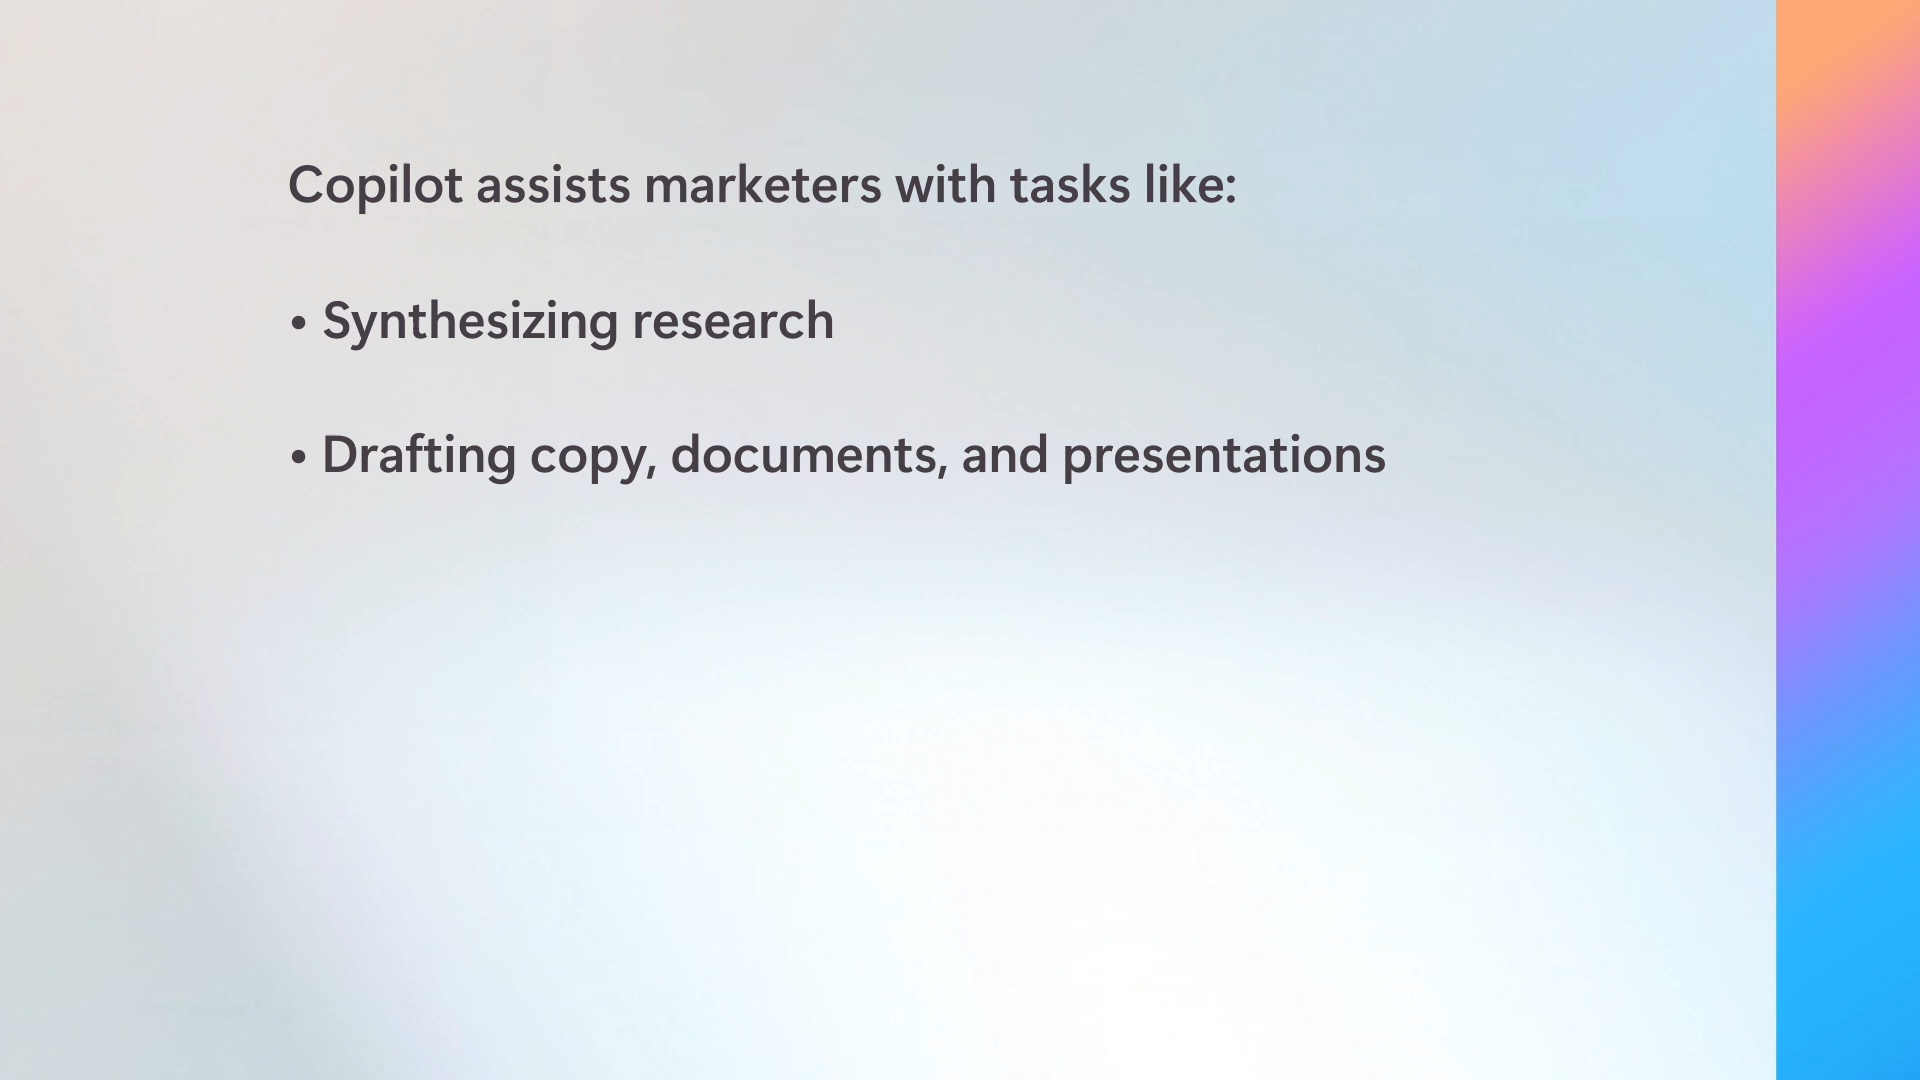 Copilot assists marketers with tasks like:
• Synthesizing research
• Drafting copy, documents, and presentations